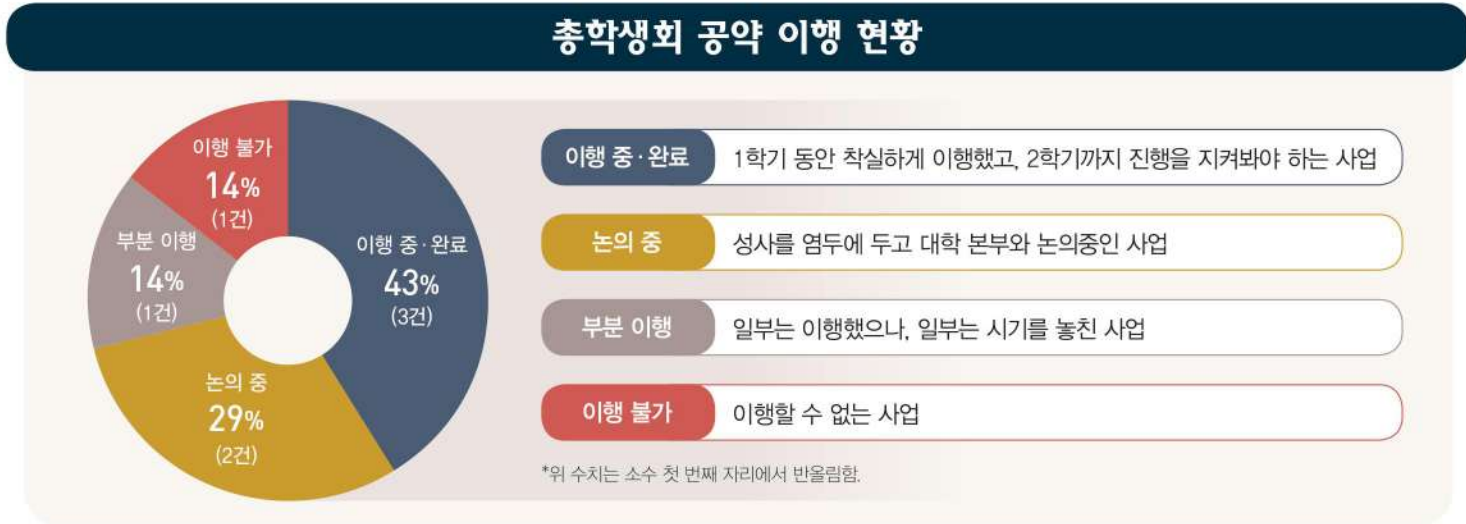 총학생회 공약 이행 현황
이행 불가
14%
(1건)
부분 이행
14%
(1건)
이행 중·완료
43%
(3건)
논의 중
29%
(2건)
이행 중·완료 1학기 동안 착실하게 이행했고, 2학기까지 진행을 지켜봐야 하는 사업
논의 중 성사를 염두에 두고 대학 본부와 논의중인 사업
부분 이행 일부는 이행했으나, 일부는 시기를 놓친 사업
이행 불가 이행할 수 없는 사업
*위 수치는 소수 첫 번째 자리에서 반올림함.